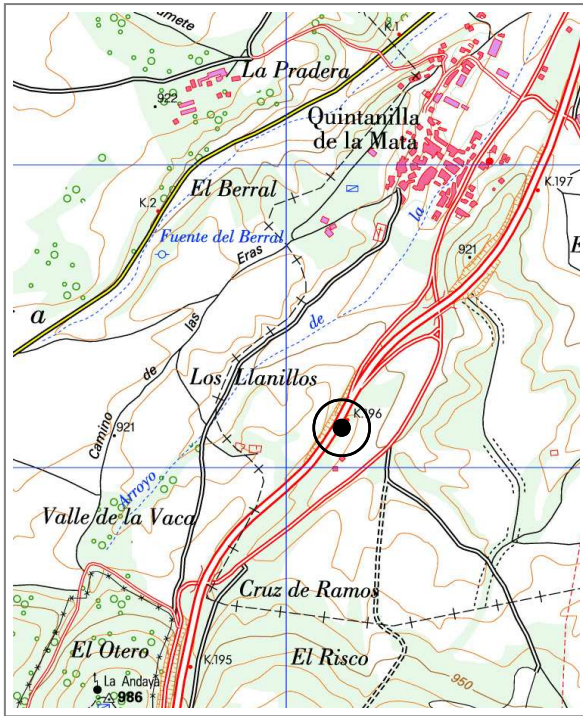 umete
K.1
La Pradera
922
Quintanilla
de la Mata
K.197
El Berral
K.2
la
Fuente del Berral
Eras
921
E
a
las
de
de
Los Llanillos
K.196
921
Camino
Arroyo
Valle de la Vaca
Cruz de Ramos
El Otero
El Risco
K.195
950
t
La Andaya
986